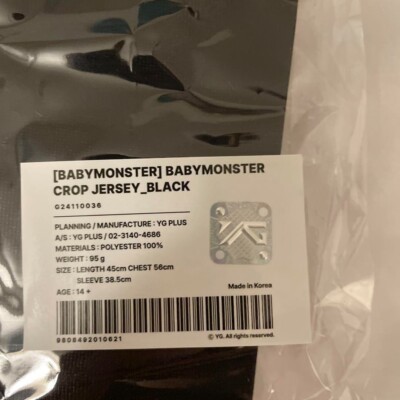 [BABYMONSTER] BABYMONSTER
CROP JERSEY_BLACK
G24110036
PLANNING / MANUFACTURE : YG PLUS
A/S : YG PLUS / 02-3140-4686
MATERIALS : POLYESTER 100%
WEIGHT : 95 g
SIZE : LENGTH 45cm CHEST 56cm
SLEEVE 38.5cm
AGE : 14 +
YG
Made in Korea
9808492010621
© YG. All rights reserved.